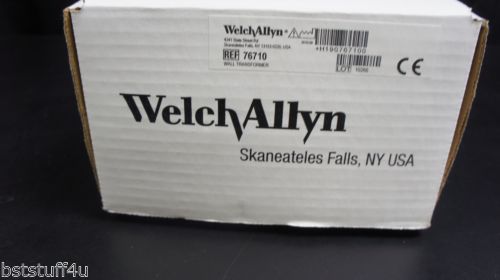 WelchAllyn
4341 State Street Rd
Skaneateles Falls, NY 13153-0220, USA
REF 76710
WALL TRANSFORMER
+H190767100
LOT
CE
WelchAllyn
Skaneateles Falls, NY USA
bststuff4u